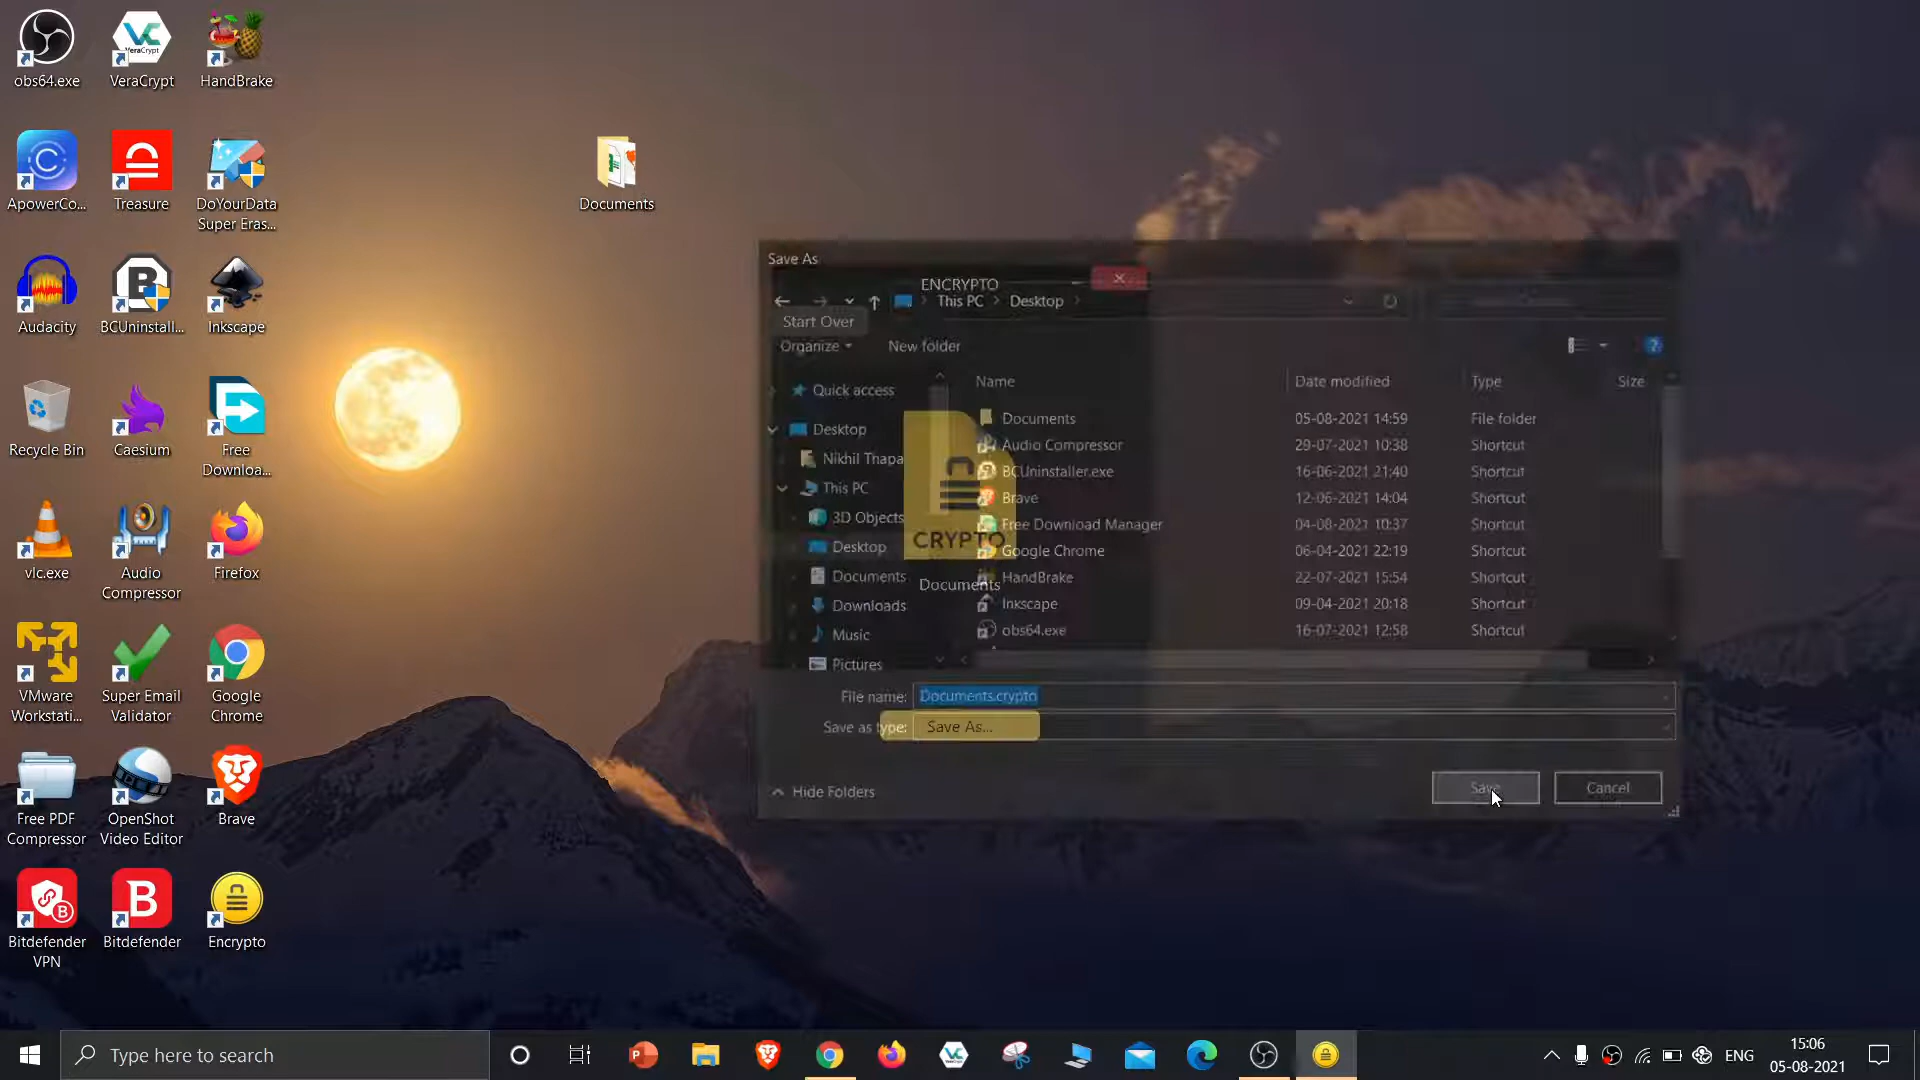 obs64.exe
VeraCrypt
HandBrake
ApowerCo...
Treasure
DoYourData
Super Eras...
Documents
Audacity
BCUninstall...
Inkscape
Recycle Bin
Caesium
Free
Downloa...
vlc.exe
Audio
Compressor
Firefox
VMware
Workstati...
Super Email
Validator
Google
Chrome
Free PDF
Compressor
OpenShot
Video Editor
Brave
Bitdefender
VPN
Bitdefender
Encrypto
Save As
ENCRYPTO
This PC
Desktop
Start Over
Organize
New folder
Name
Date modified
Type
Size
Quick access
Desktop
Nikhil Thapa
This PC
3D Objects
Desktop
Documents
Downloads
Music
Pictures
Documents 05-08-2021 14:59 File folder
Audio Compressor 29-07-2021 10:38 Shortcut
BCUninstaller.exe 16-06-2021 21:40 Shortcut
Brave 12-06-2021 14:04 Shortcut
Free Download Manager 04-08-2021 10:37 Shortcut
Google Chrome 06-04-2021 22:19 Shortcut
HandBrake 22-07-2021 15:54 Shortcut
Inkscape 09-04-2021 20:18 Shortcut
obs64.exe 16-07-2021 12:58 Shortcut
CRYPTO
Documents
File name: Documents.crypto
Save as type:
Save As...
Hide Folders
Save
Cancel
Type here to search
ENG
15:06
05-08-2021